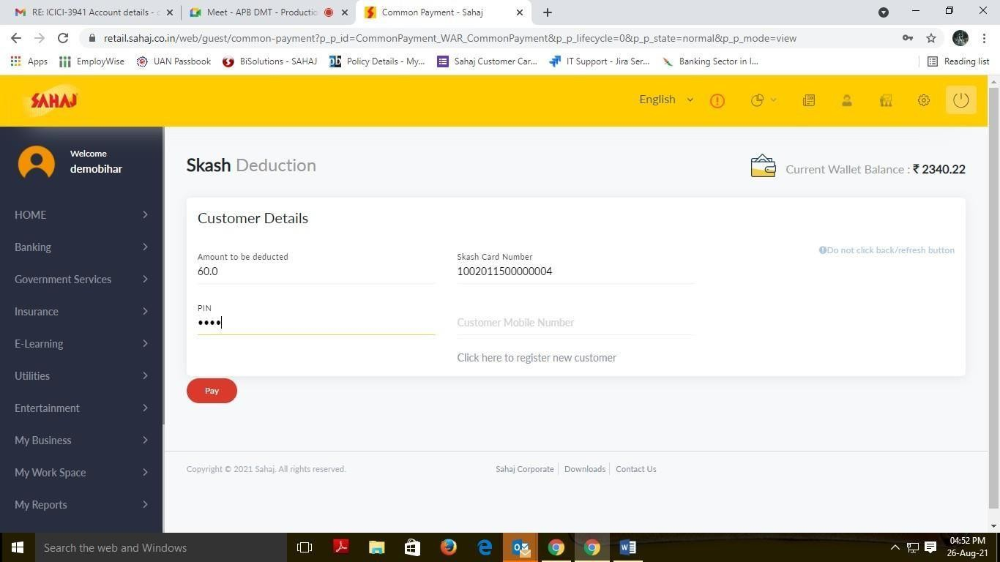 RE: ICICI-3941 Account details -
Meet - APB DMT - Productio
Common Payment - Sahaj
retail.sahaj.co.in/web/guest/common-payment?p_p_id=CommonPayment_WAR_CommonPayment&p_p_lifecycle=0&p_p_state=normal&p_p_mode=view
Apps EmployWise UAN Passbook BiSolutions - SAHAJ Policy Details - My... Sahaj Customer Car... IT Support - Jira Ser... Banking Sector in I... Reading list
SAHAJ
English
Welcome
demobihar
HOME
Banking
Government Services
Insurance
E-Learning
Utilities
Entertainment
My Business
My Work Space
My Reports
Skash Deduction
Current Wallet Balance : ₹ 2340.22
Customer Details
Do not click back/refresh button
Amount to be deducted
60.0
Skash Card Number
1002011500000004
PIN
••••
Customer Mobile Number
Click here to register new customer
Pay
Copyright © 2021 Sahaj. All rights reserved.
Sahaj Corporate Downloads Contact Us
Search the web and Windows
04:52 PM
26-Aug-21